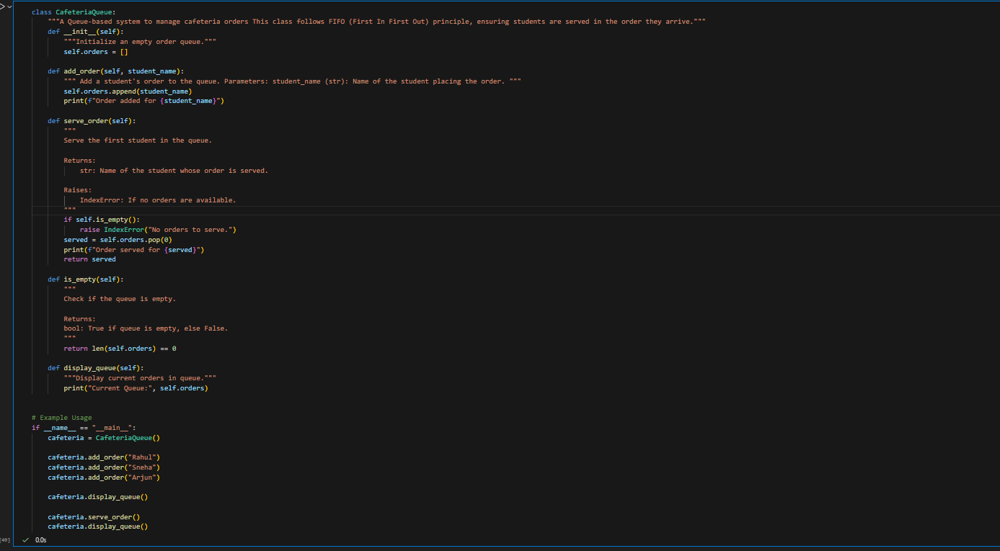 class CafeteriaQueue:
    """A Queue-based system to manage cafeteria orders This class follows FIFO (First In First Out) principle, ensuring students are served in the order they arrive."""
    def __init__(self):
        """Initialize an empty order queue."""
        self.orders = []

    def add_order(self, student_name):
        """ Add a student's order to the queue. Parameters: student_name (str): Name of the student placing the order. """
        self.orders.append(student_name)
        print(f"Order added for {student_name}")

    def serve_order(self):
        """
        Serve the first student in the queue.

        Returns:
            str: Name of the student whose order is served.

        Raises:
            IndexError: If no orders are available.
        """
        if self.is_empty():
            raise IndexError("No orders to serve.")
        served = self.orders.pop(0)
        print(f"Order served for {served}")
        return served

    def is_empty(self):
        """
        Check if the queue is empty.

        Returns:
        bool: True if queue is empty, else False.
        """
        return len(self.orders) == 0

    def display_queue(self):
        """Display current orders in queue."""
        print("Current Queue:", self.orders)


# Example Usage
if __name__ == "__main__":
    cafeteria = CafeteriaQueue()

    cafeteria.add_order("Rahul")
    cafeteria.add_order("Sneha")
    cafeteria.add_order("Arjun")

    cafeteria.display_queue()

    cafeteria.serve_order()
    cafeteria.display_queue()
[49] ✓ 0.0s